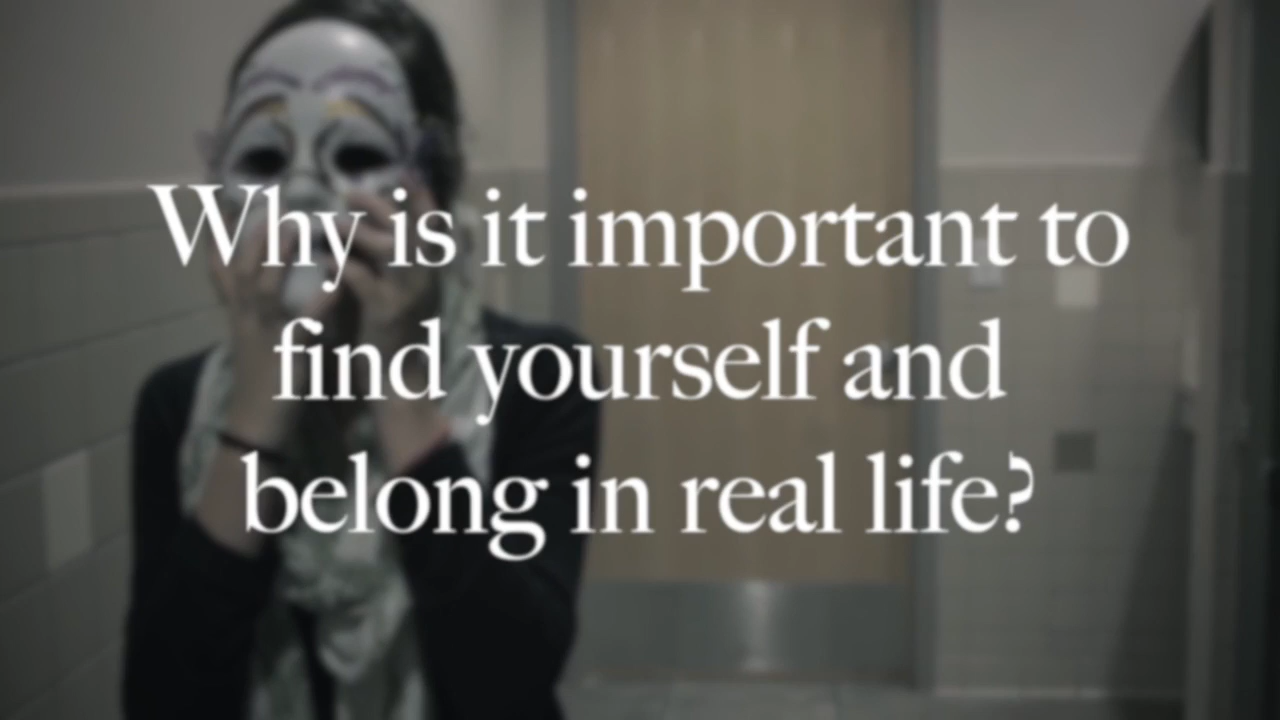 Why is it important to
find yourself and
belong in real life?